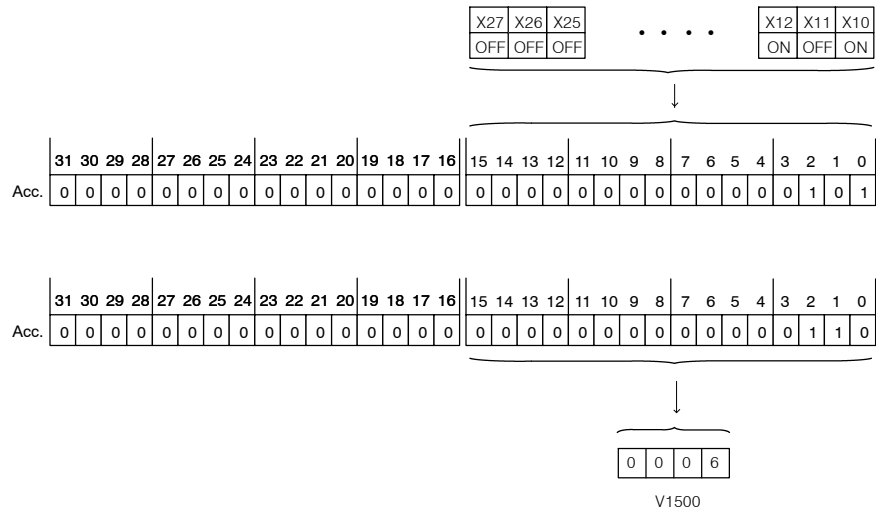 X27 X26 X25 X12 X11 X10
OFF OFF OFF ON OFF ON
31 30 29 28 27 26 25 24 23 22 21 20 19 18 17 16 15 14 13 12 11 10 9 8 7 6 5 4 3 2 1 0
Acc. 0 0 0 0 0 0 0 0 0 0 0 0 0 0 0 0 0 0 0 0 0 0 0 0 0 0 0 0 0 1 0 1
31 30 29 28 27 26 25 24 23 22 21 20 19 18 17 16 15 14 13 12 11 10 9 8 7 6 5 4 3 2 1 0
Acc. 0 0 0 0 0 0 0 0 0 0 0 0 0 0 0 0 0 0 0 0 0 0 0 0 0 0 0 0 0 1 1 0
0 0 0 6
V1500